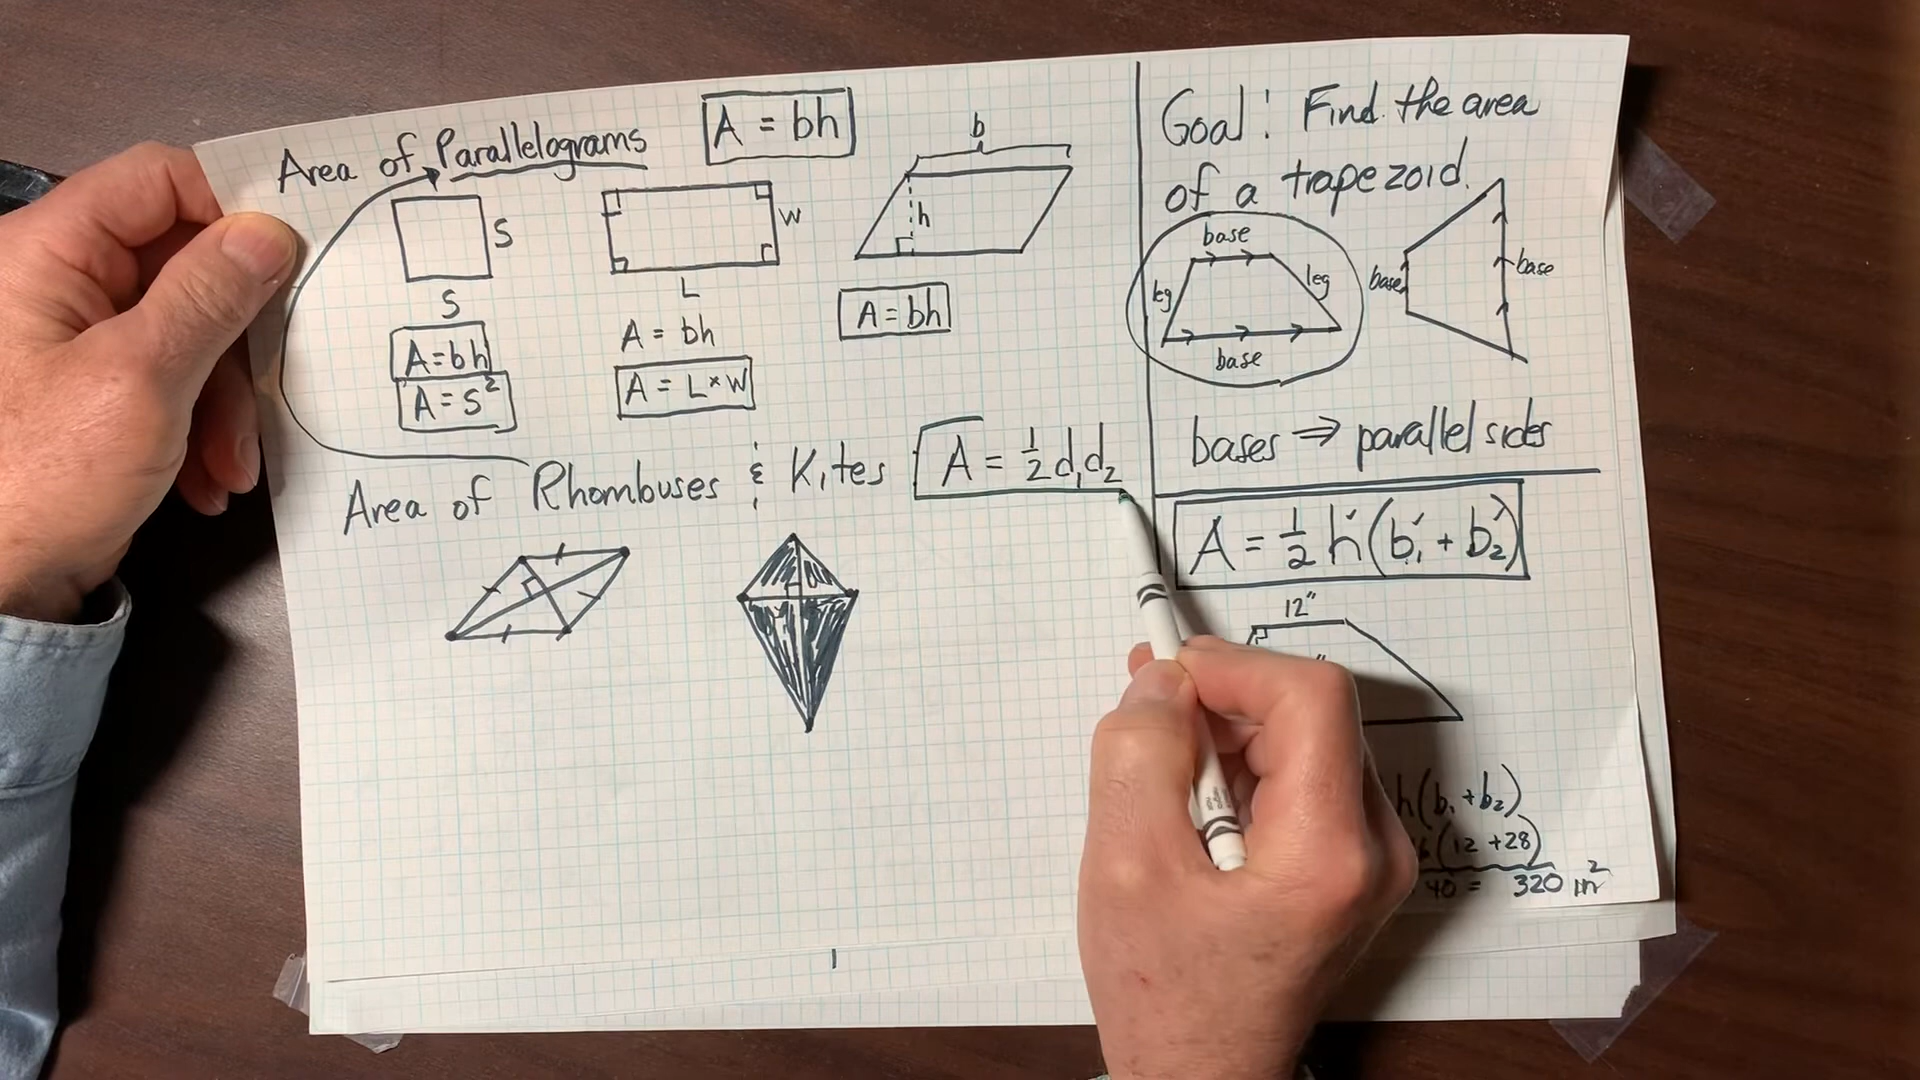 Area of Parallelograms
A = bh
b
S
S
W
L
h
A=bh
A = S²
A = bh
A = L × W
A = bh
Area of Rhombuses & Kites
A = ½ d₁d₂
Goal: Find the area
of a trapezoid.
base
leg
leg
base
base
base
bases ⇒ parallel sides
A = ½ h (b₁ + b₂)
12"
h(b₁ + b₂)
(12 + 28)
40 = 320 in²